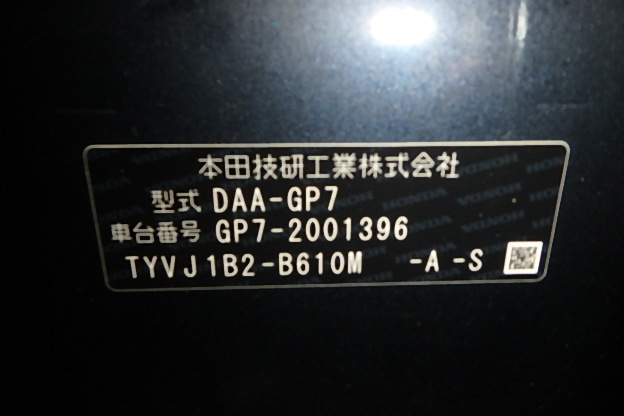 本田技研工業株式会社
型式 DAA-GP7
車台番号 GP7-2001396
TYVJ1B2-B610M -A -S